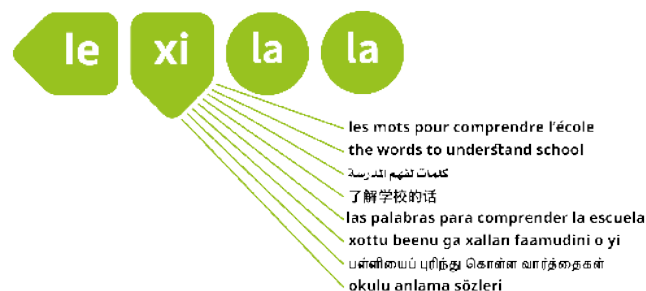 le xi la la
les mots pour comprendre l'école
the words to understand school
كلمات لفهم المدرسة
了解学校的话
las palabras para comprender la escuela
xottu beenu ga xallan faamudini o yi
பள்ளியைப் புரிந்து கொள்ள வார்த்தைகள்
okulu anlama sözleri